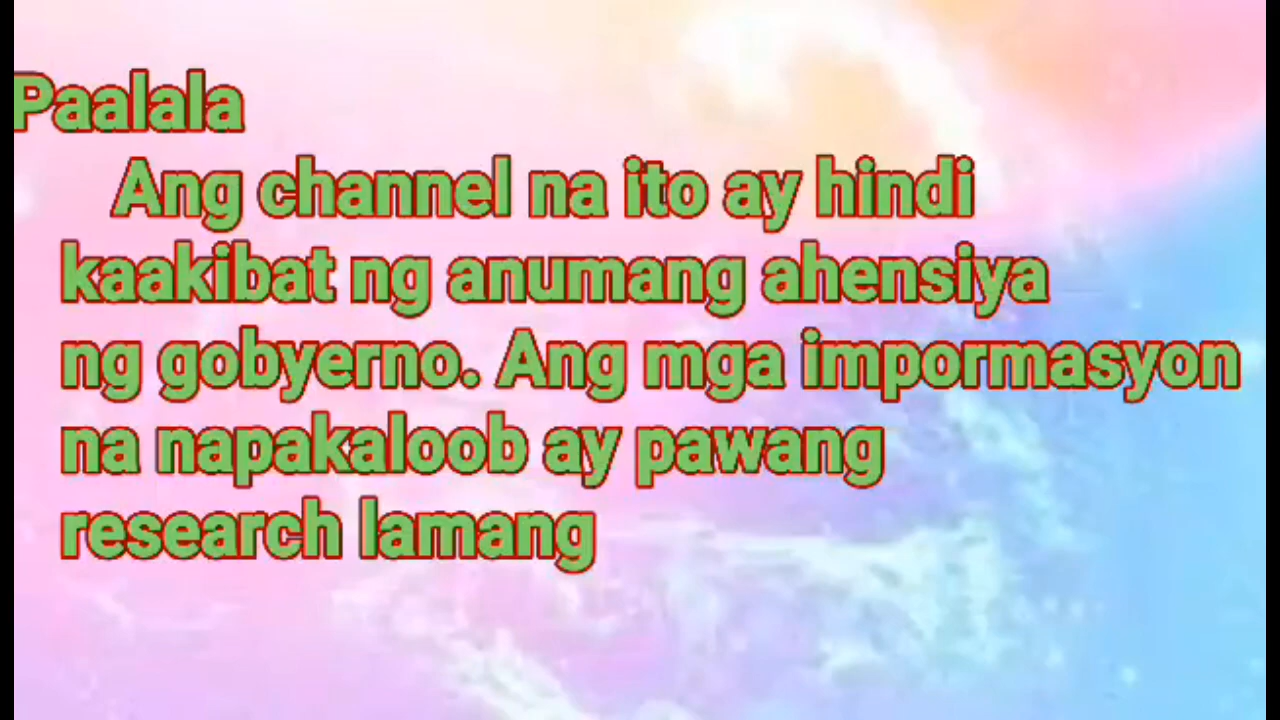 Paalala
Ang channel na ito ay hindi
kaakibat ng anumang ahensiya
ng gobyerno. Ang mga impormasyon
na napakaloob ay pawang
research lamang